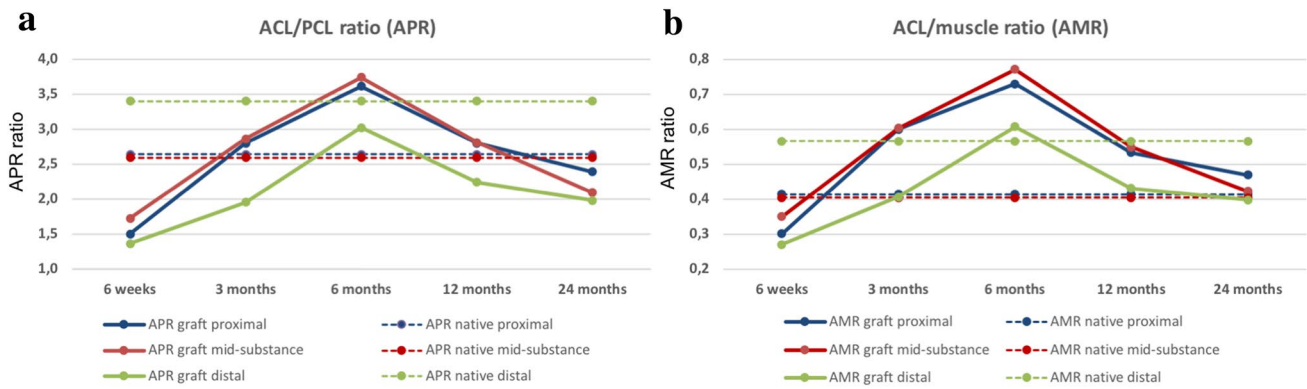 a
ACL/PCL ratio (APR)
4,0
3,5
3,0
2,5
2,0
1,5
1,0
APR ratio
6 weeks 3 months 6 months 12 months 24 months
APR graft proximal APR native proximal
APR graft mid-substance APR native mid-substance
APR graft distal APR native distal
b
ACL/muscle ratio (AMR)
0,8
0,7
0,6
0,5
0,4
0,3
0,2
AMR ratio
6 weeks 3 months 6 months 12 months 24 months
AMR graft proximal AMR native proximal
AMR graft mid-substance AMR native mid-substance
AMR graft distal AMR native distal